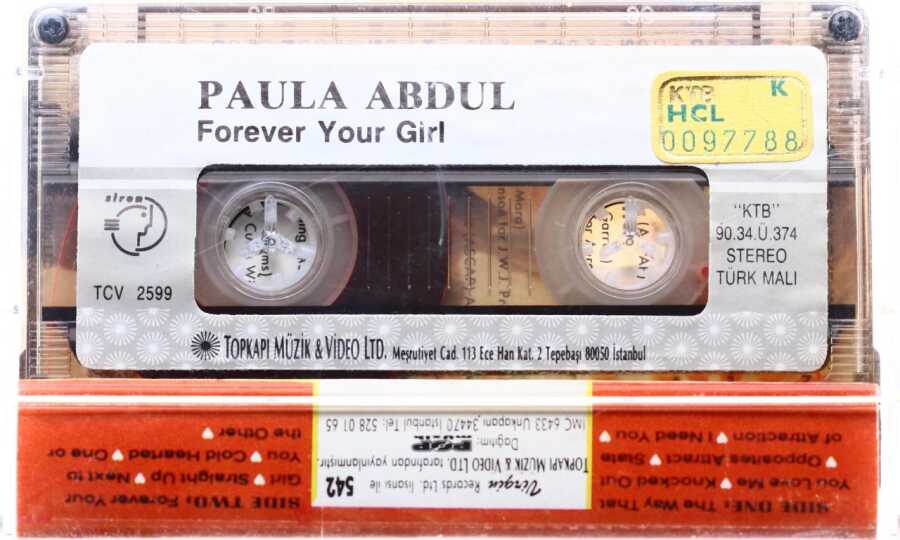 PAULA ABDUL
Forever Your Girl
KTB K
HCL
0097788
siren
TCV 2599
"KTB"
90.34.Ü.374
STEREO
TÜRK MALI
TOPKAPI MÜZİK & VİDEO LTD. Meşrutiyet Cad. 113 Ece Han Kat. 2 Tepebaşı 80050 İstanbul
SIDE ONE: The Way That
You Love Me ♥ Knocked Out
♥ Opposites Attract ♥ State
of Attraction ♥ I Need You ♥
Virgin Records Ltd. lisansı ile
542
TOPKAPI MÜZİK & VİDEO LTD. tarafından yayınlanmıştır.
Dağıtım: MÜZİK
IMC 6433 Unkapanı 34470 İstanbul Tel: 528 01 65
SIDE TWO: Forever Your
Girl ♥ Straight Up ♥ Next to
You ♥ Cold Hearted ♥ One or
the Other ♥